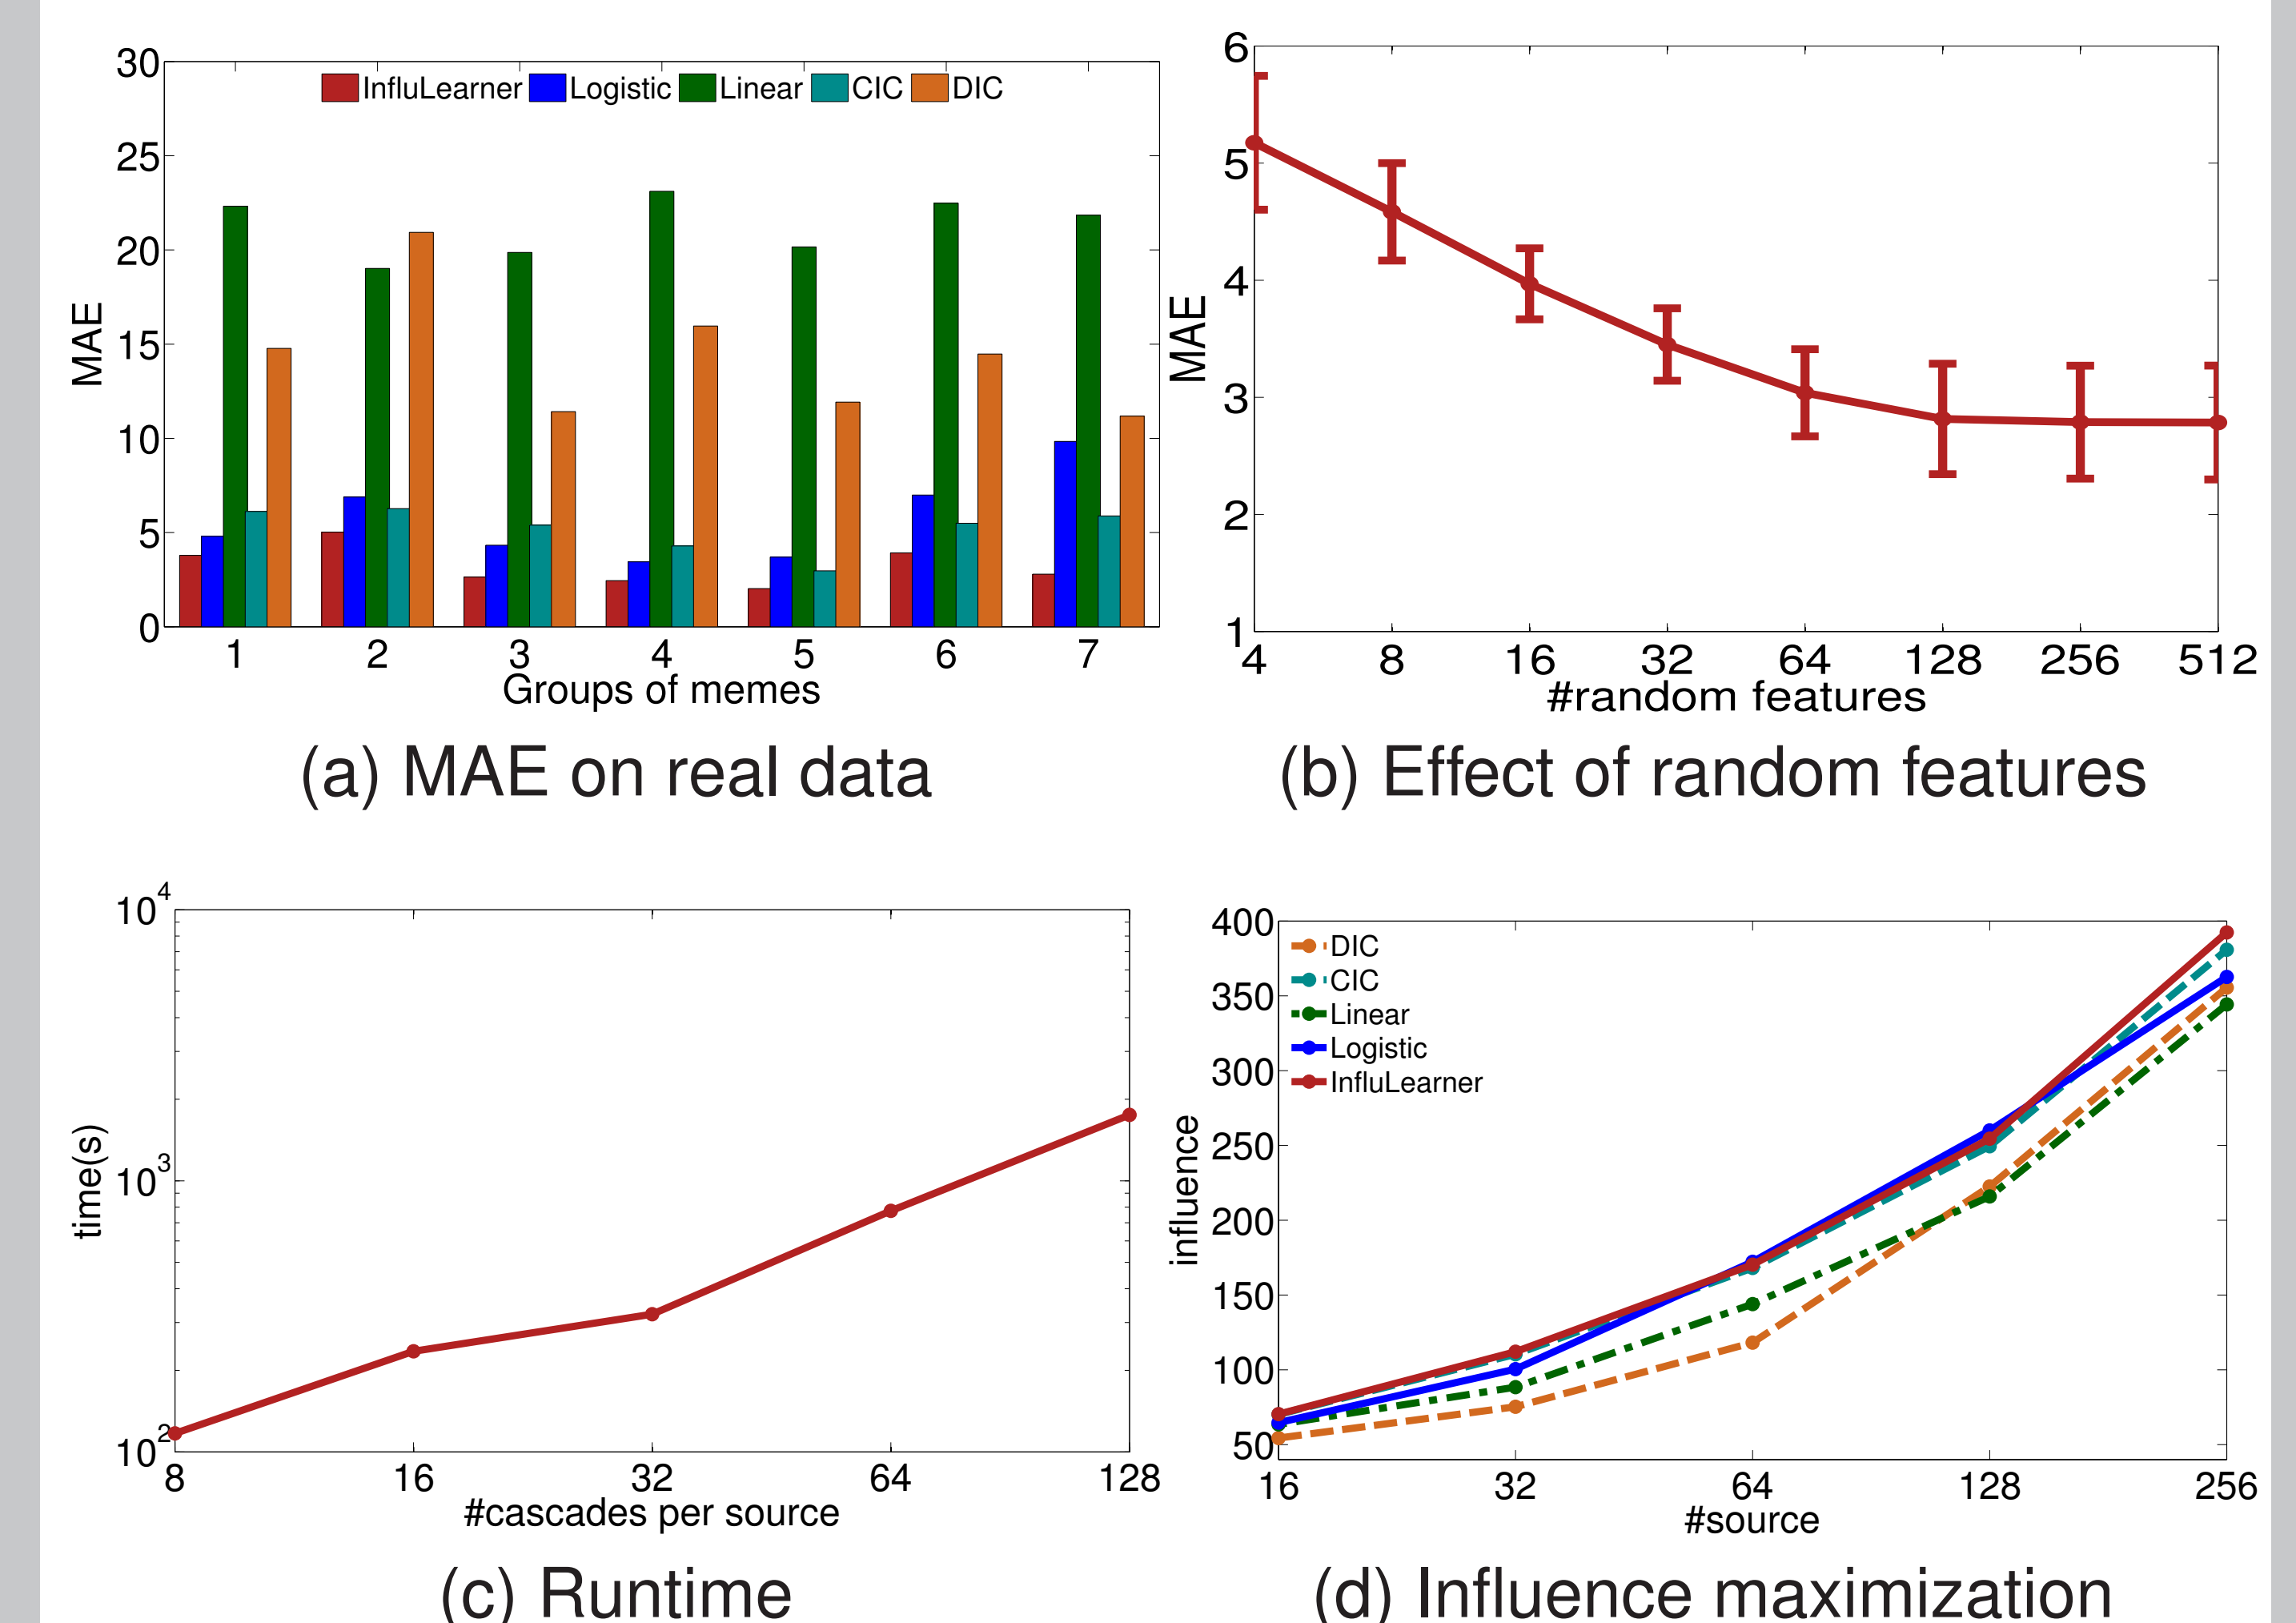 30
25
20
15
10
5
0
MAE
InfluLearner Logistic Linear CIC DIC
1 2 3 4 5 6 7
Groups of memes
(a) MAE on real data
6
5
4
3
2
1
MAE
4 8 16 32 64 128 256 512
#random features
(b) Effect of random features
10^4
10^3
10^2
time(s)
8 16 32 64 128
#cascades per source
(c) Runtime
400
350
300
250
200
150
100
50
influence
DIC
CIC
Linear
Logistic
InfluLearner
16 32 64 128 256
#source
(d) Influence maximization